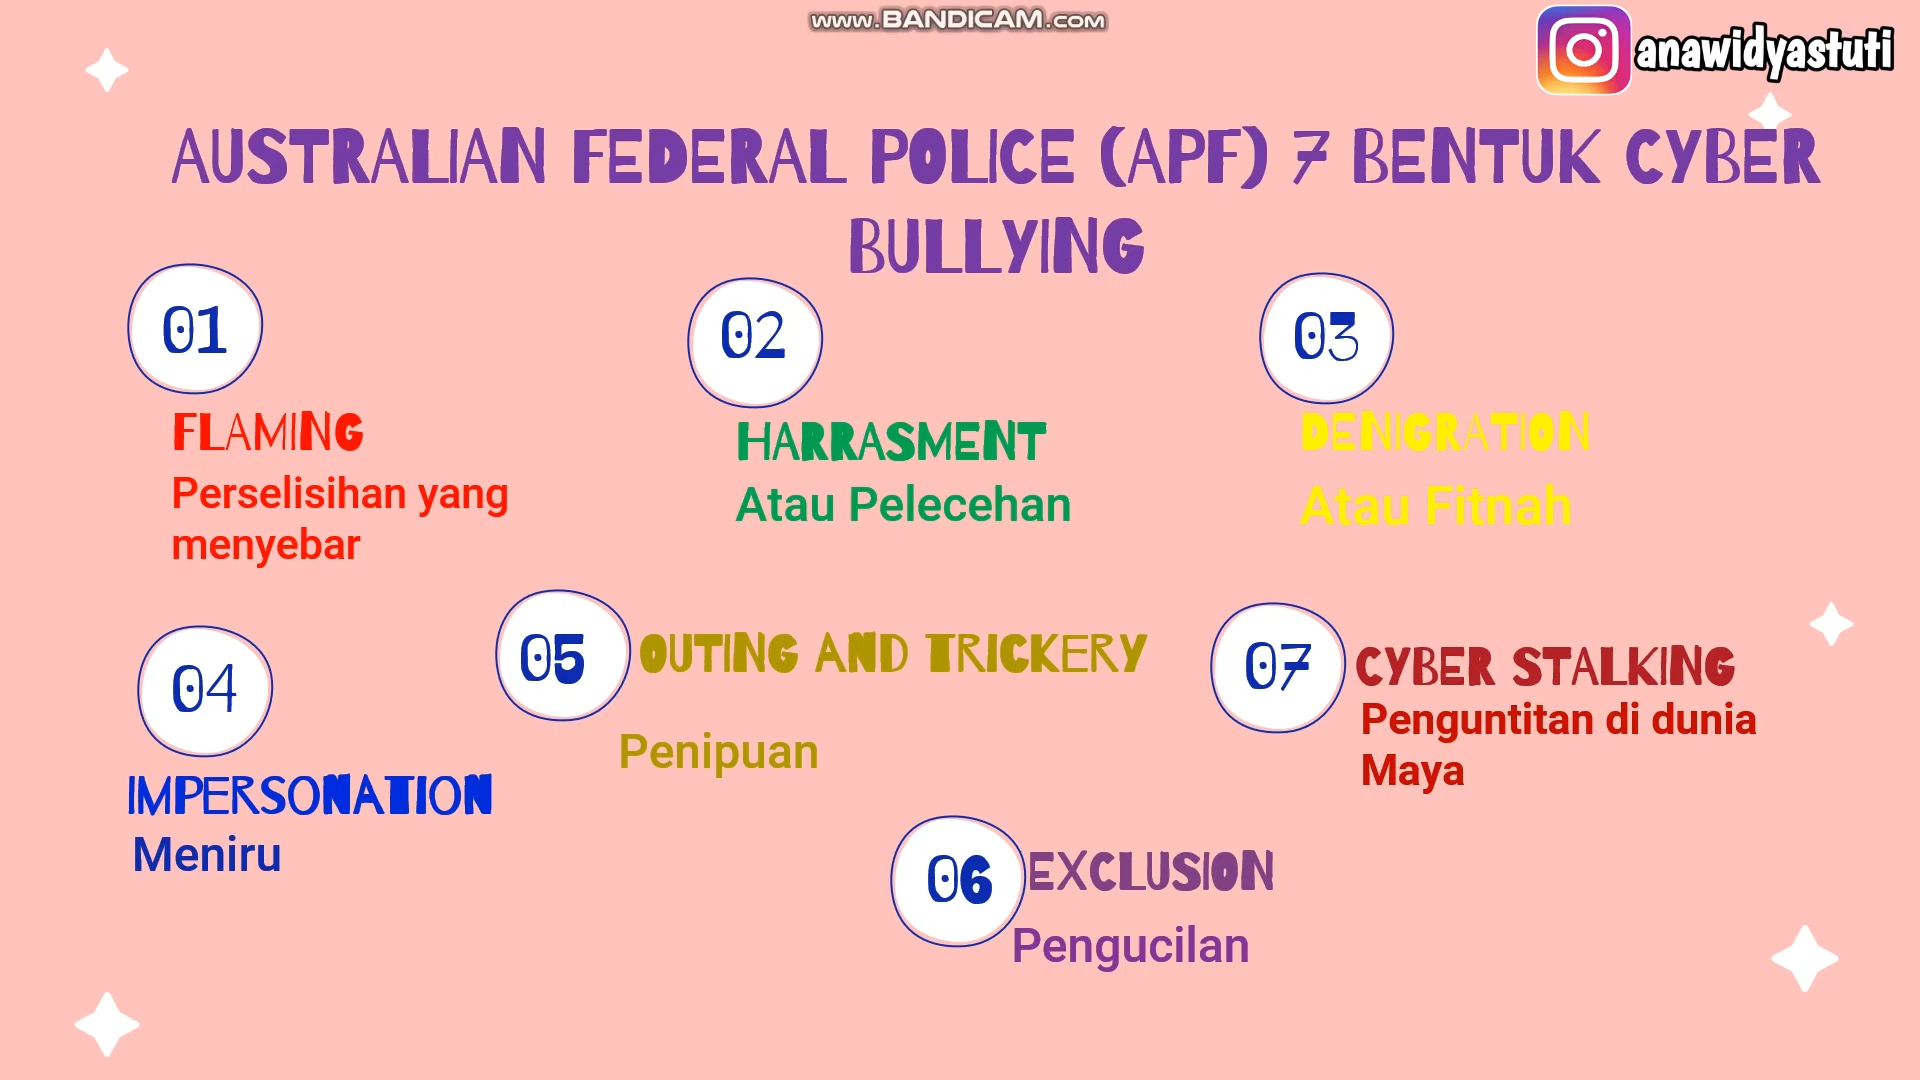 www.BANDICAM.com
anawidyastuti
AUSTRALIAN FEDERAL POLICE (APF) 7 BENTUK CYBER
BULLYING
01
FLAMING
Perselisihan yang
menyebar
02
HARRASMENT
Atau Pelecehan
03
DENIGRATION
Atau Fitnah
04
IMPERSONATION
Meniru
05
OUTING AND TRICKERY
Penipuan
06
EXCLUSION
Pengucilan
07
CYBER STALKING
Penguntitan di dunia
Maya